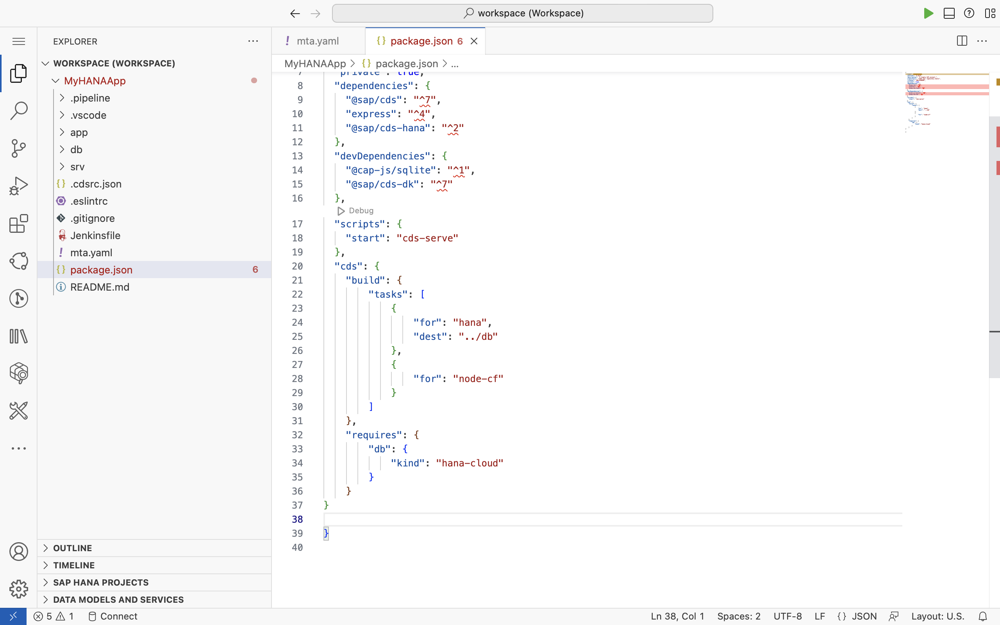 workspace (Workspace)
EXPLORER
WORKSPACE (WORKSPACE)
MyHANAApp
.pipeline
.vscode
app
db
srv
.cdsrc.json
.eslintrc
.gitignore
Jenkinsfile
mta.yaml
package.json 6
README.md
OUTLINE
TIMELINE
SAP HANA PROJECTS
DATA MODELS AND SERVICES
mta.yaml
package.json 6
MyHANAApp > {} package.json > ...
7 "private": true,
8 "dependencies": {
9 "@sap/cds": "^7",
10 "express": "^4",
11 "@sap/cds-hana": "^2"
12 },
13 "devDependencies": {
14 "@cap-js/sqlite": "^1",
15 "@sap/cds-dk": "^7"
16 },
Debug
17 "scripts": {
18 "start": "cds-serve"
19 },
20 "cds": {
21 "build": {
22 "tasks": [
23 {
24 "for": "hana",
25 "dest": "../db"
26 },
27 {
28 "for": "node-cf"
29 }
30 ]
31 },
32 "requires": {
33 "db": {
34 "kind": "hana-cloud"
35 }
36 }
37 }
38
39 }
40
5 1 Connect
Ln 38, Col 1 Spaces: 2 UTF-8 LF {} JSON Layout: U.S.